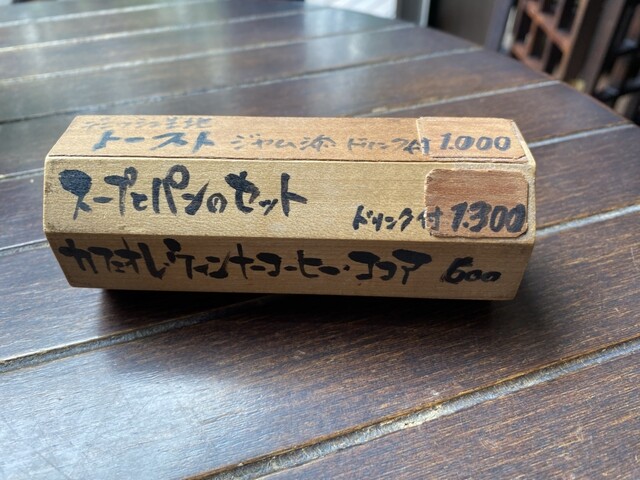 トースト ジャム添 ドリンク付 1.000
スープとパンのセット ドリンク付 1.300
カフェオレ・ウィンナーコーヒー・ココア 600